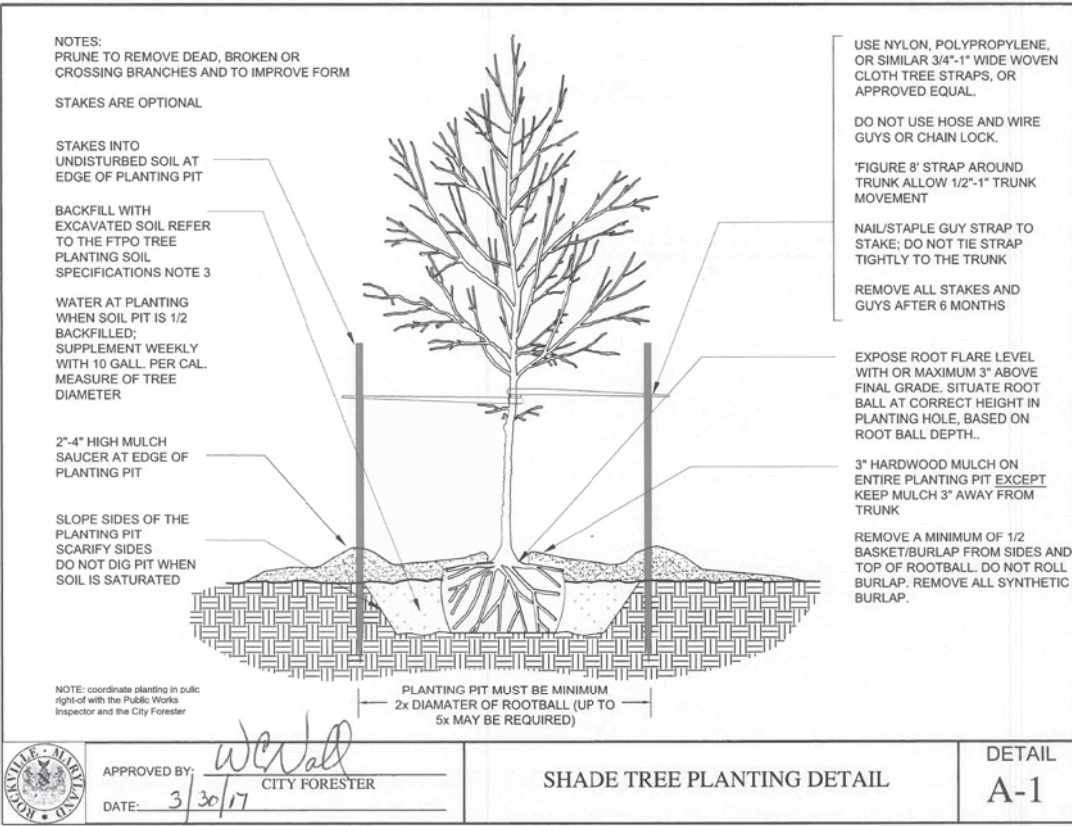 NOTES:
PRUNE TO REMOVE DEAD, BROKEN OR
CROSSING BRANCHES AND TO IMPROVE FORM
STAKES ARE OPTIONAL
STAKES INTO
UNDISTURBED SOIL AT
EDGE OF PLANTING PIT
BACKFILL WITH
EXCAVATED SOIL REFER
TO THE FTPO TREE
PLANTING SOIL
SPECIFICATIONS NOTE 3
WATER AT PLANTING
WHEN SOIL PIT IS 1/2
BACKFILLED;
SUPPLEMENT WEEKLY
WITH 10 GALL. PER CAL.
MEASURE OF TREE
DIAMETER
2"-4" HIGH MULCH
SAUCER AT EDGE OF
PLANTING PIT
SLOPE SIDES OF THE
PLANTING PIT
SCARIFY SIDES
DO NOT DIG PIT WHEN
SOIL IS SATURATED
USE NYLON, POLYPROPYLENE,
OR SIMILAR 3/4"-1" WIDE WOVEN
CLOTH TREE STRAPS, OR
APPROVED EQUAL.
DO NOT USE HOSE AND WIRE
GUYS OR CHAIN LOCK.
'FIGURE 8' STRAP AROUND
TRUNK ALLOW 1/2"-1" TRUNK
MOVEMENT
NAIL/STAPLE GUY STRAP TO
STAKE; DO NOT TIE STRAP
TIGHTLY TO THE TRUNK
REMOVE ALL STAKES AND
GUYS AFTER 6 MONTHS
EXPOSE ROOT FLARE LEVEL
WITH OR MAXIMUM 3" ABOVE
FINAL GRADE. SITUATE ROOT
BALL AT CORRECT HEIGHT IN
PLANTING HOLE, BASED ON
ROOT BALL DEPTH..
3" HARDWOOD MULCH ON
ENTIRE PLANTING PIT EXCEPT
KEEP MULCH 3" AWAY FROM
TRUNK
REMOVE A MINIMUM OF 1/2
BASKET/BURLAP FROM SIDES AND
TOP OF ROOTBALL. DO NOT ROLL
BURLAP. REMOVE ALL SYNTHETIC
BURLAP.
NOTE: coordinate planting in pulic
right-of with the Public Works
Inspector and the City Forester
PLANTING PIT MUST BE MINIMUM
2x DIAMATER OF ROOTBALL (UP TO
5x MAY BE REQUIRED)
ROCKVILLE • MARYLAND
APPROVED BY:
CITY FORESTER
DATE: 3/30/17
SHADE TREE PLANTING DETAIL
DETAIL
A-1